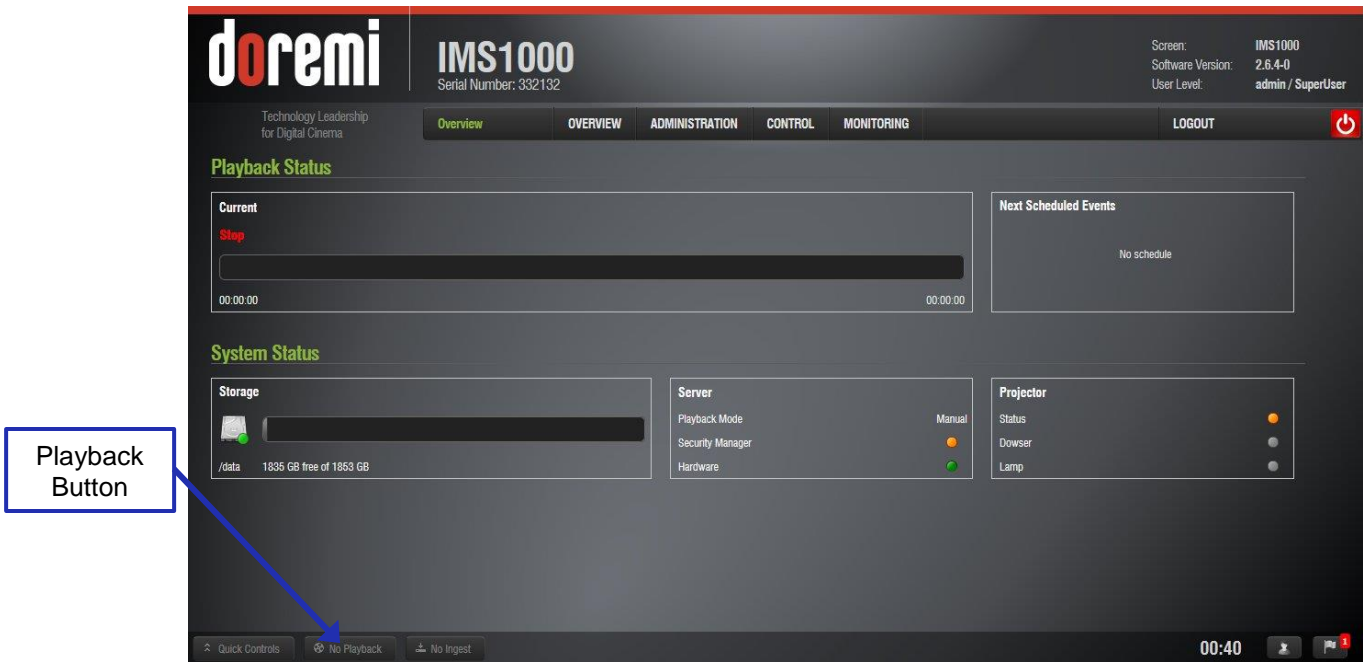 doremi
IMS1000
Serial Number: 332132
Screen: IMS1000
Software Version: 2.6.4-0
User Level: admin / SuperUser
Technology Leadership
for Digital Cinema
Overview OVERVIEW ADMINISTRATION CONTROL MONITORING LOGOUT
Playback Status
Current
Stop
00:00:00 00:00:00
Next Scheduled Events
No schedule
System Status
Storage
/data 1835 GB free of 1853 GB
Server
Playback Mode Manual
Security Manager
Hardware
Projector
Status
Dowser
Lamp
Playback
Button
Quick Controls No Playback No Ingest 00:40 1